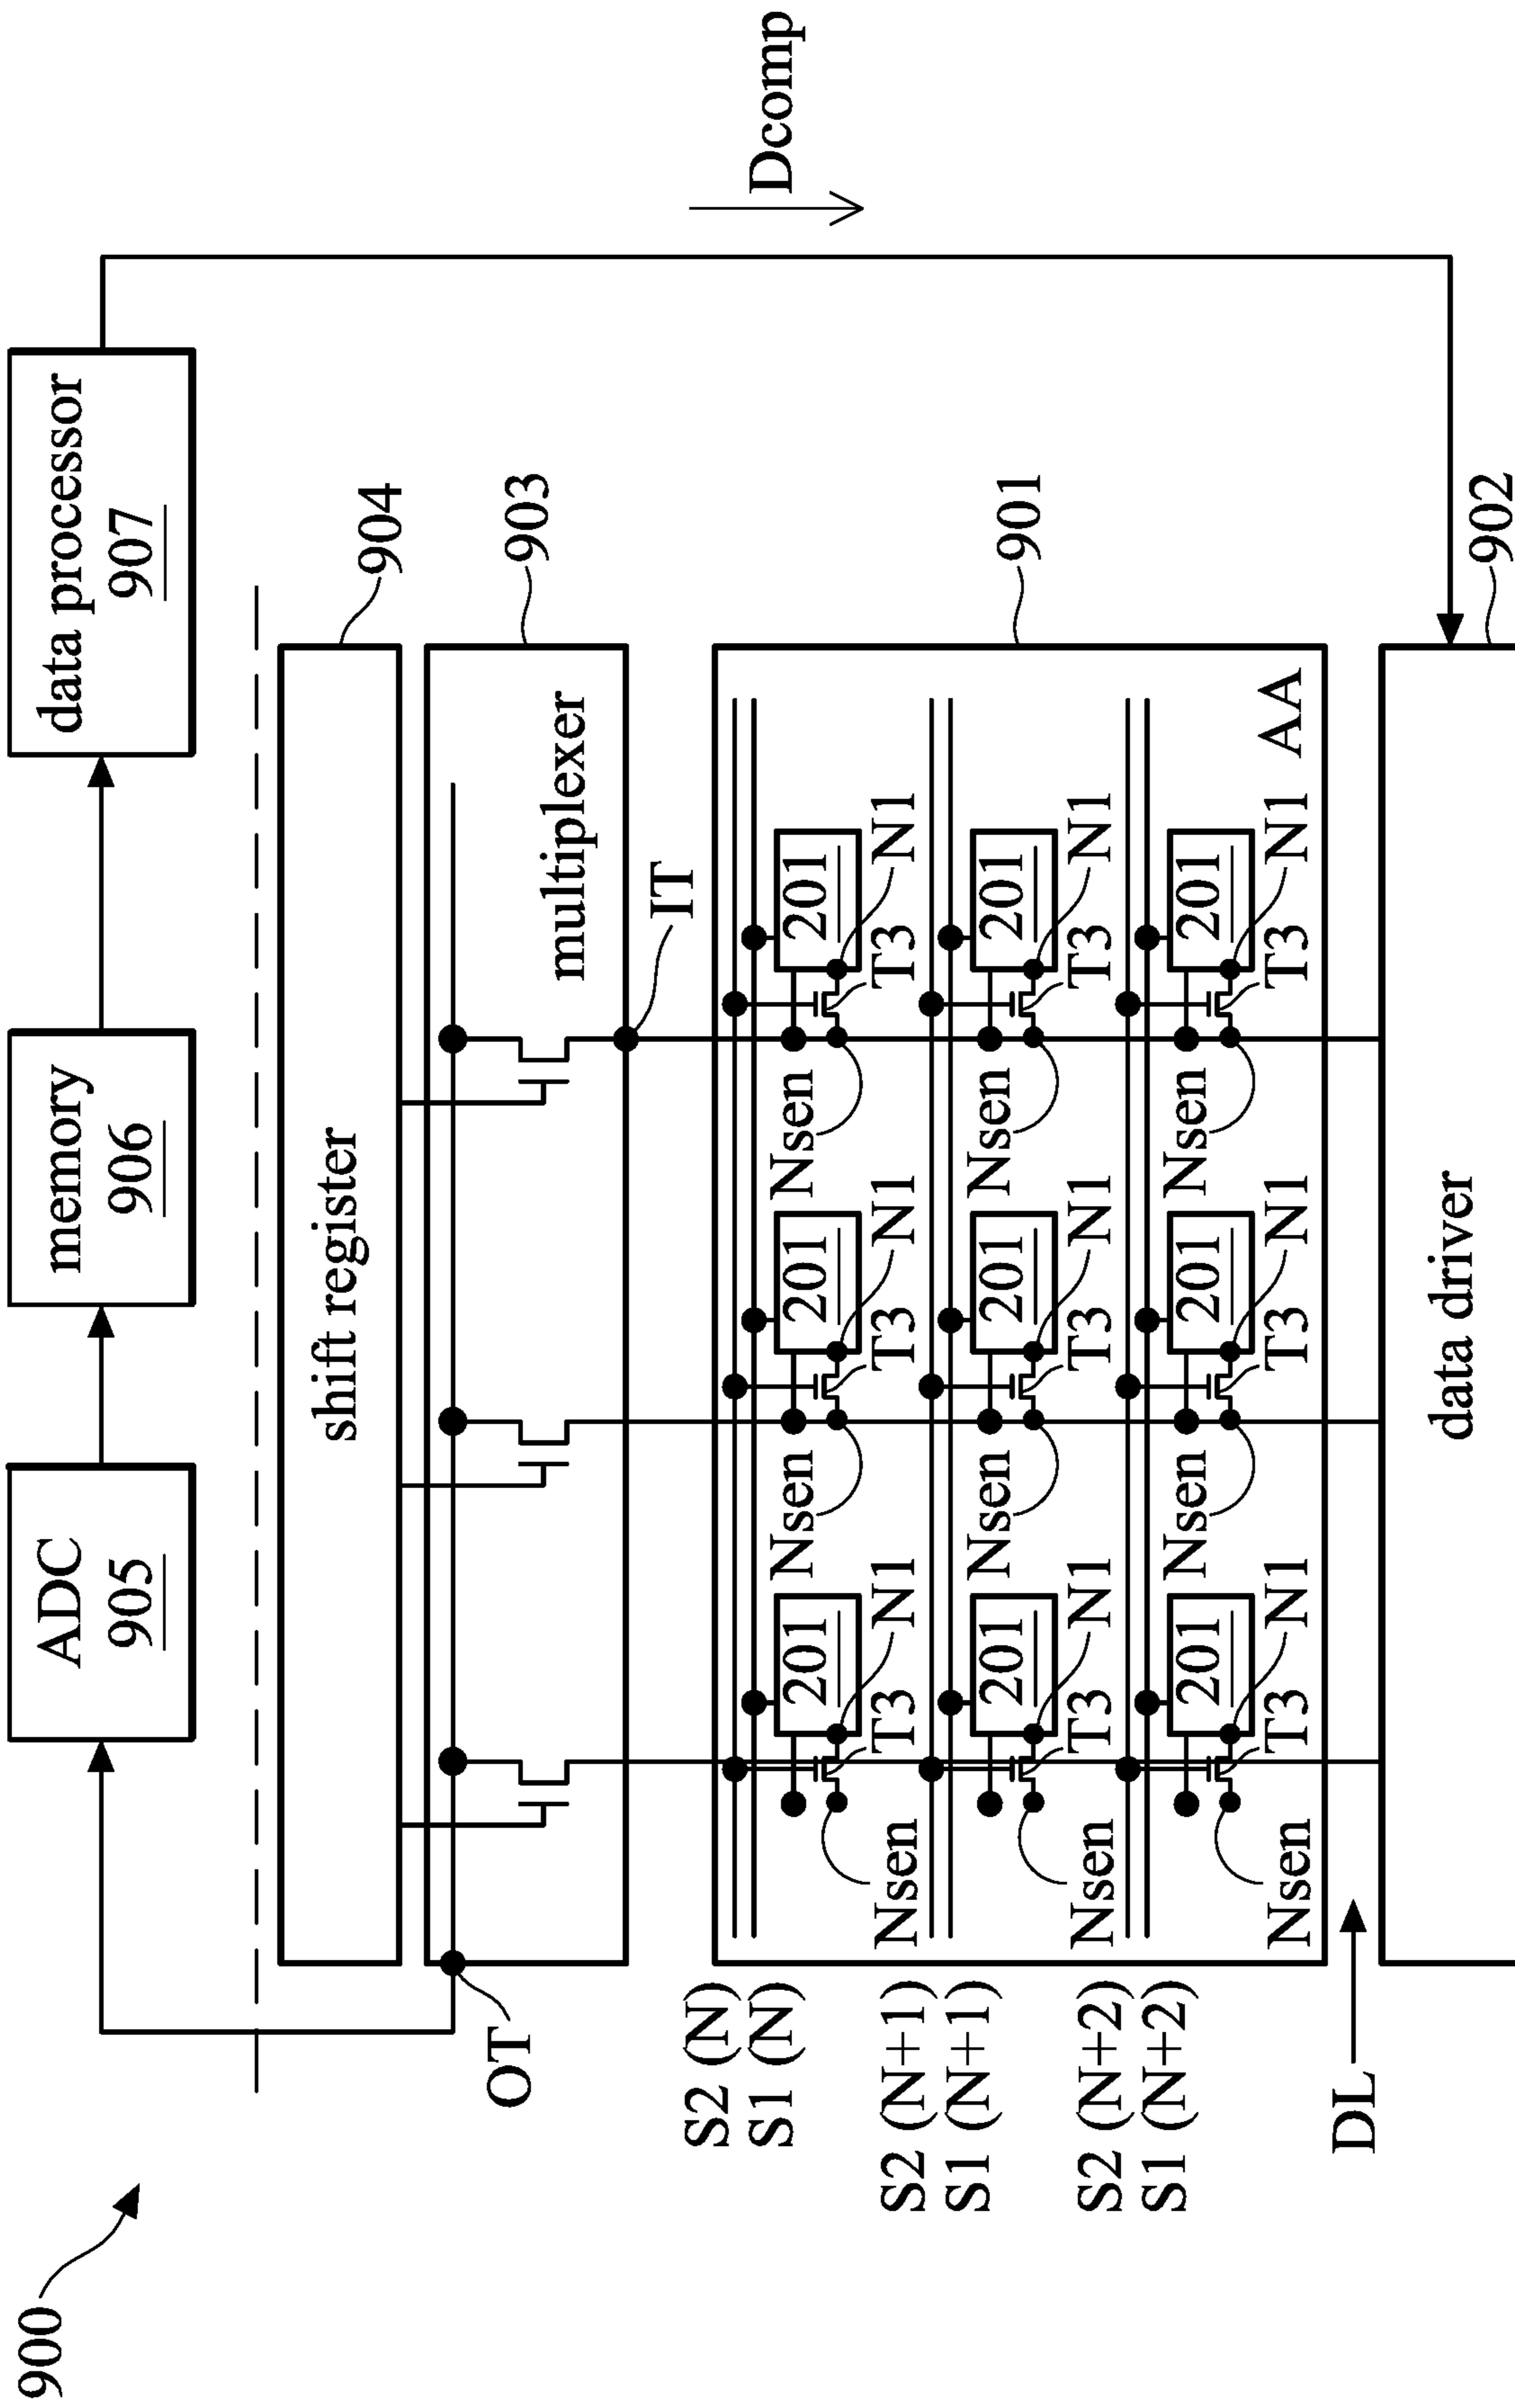 900
ADC
905
memory
906
data processor
907
shift register
904
multiplexer
903
OT
IT
Dcomp
S2 (N)
S1 (N)
201
201
201
Nsen
T3
N1
Nsen
T3
N1
Nsen
T3
N1
901
S2 (N+1)
S1 (N+1)
201
201
201
Nsen
T3
N1
Nsen
T3
N1
Nsen
T3
N1
S2 (N+2)
S1 (N+2)
201
201
201
Nsen
T3
N1
Nsen
T3
N1
Nsen
T3
N1
AA
DL
data driver
902